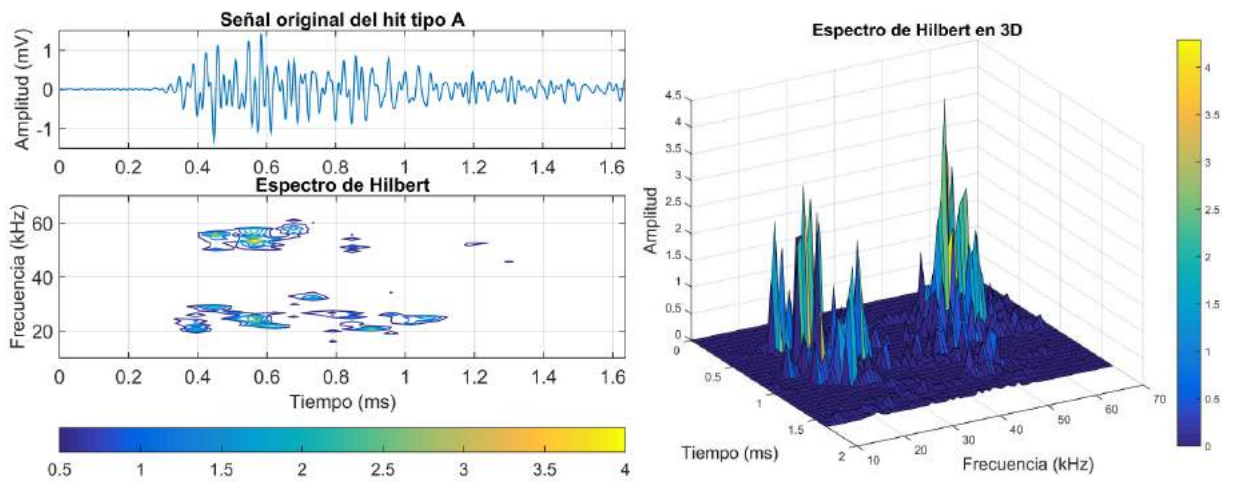 Señal original del hit tipo A
Amplitud (mV)
1
0
-1
0 0.2 0.4 0.6 0.8 1 1.2 1.4 1.6
Espectro de Hilbert
Frecuencia (kHz)
60
40
20
0 0.2 0.4 0.6 0.8 1 1.2 1.4 1.6
Tiempo (ms)
0.5 1 1.5 2 2.5 3 3.5 4
Espectro de Hilbert en 3D
Amplitud
4.5
4
3.5
3
2.5
2
1.5
1
0.5
0
0
0.5
1
1.5
2
Tiempo (ms)
10 20 30 40 50 60 70
Frecuencia (kHz)
4
3.5
3
2.5
2
1.5
1
0.5
0